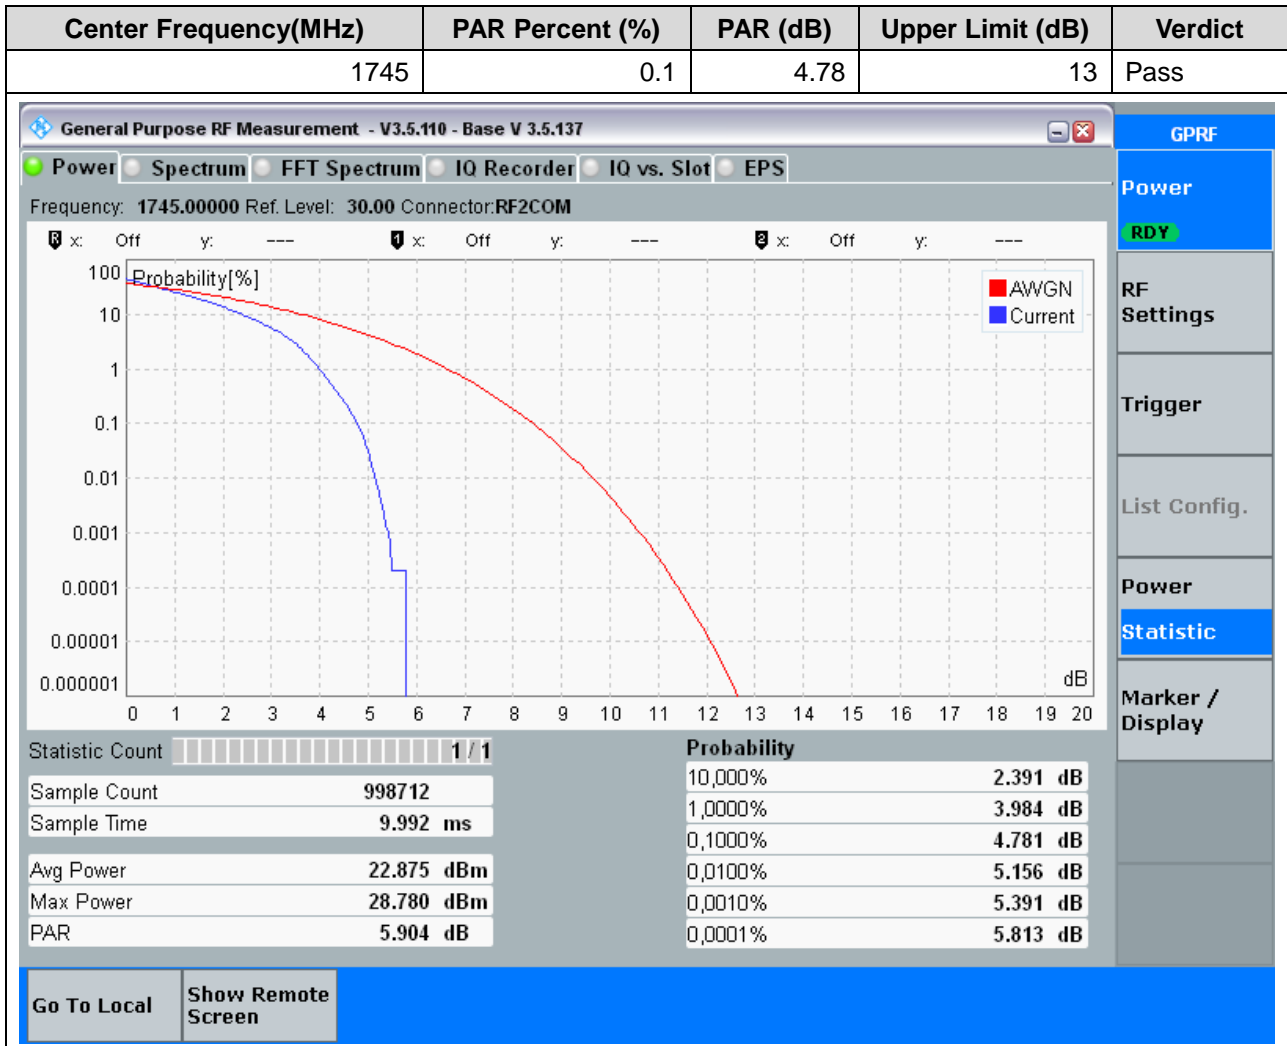 Center Frequency(MHz) PAR Percent (%) PAR (dB) Upper Limit (dB) Verdict
1745 0.1 4.78 13 Pass
General Purpose RF Measurement - V3.5.110 - Base V 3.5.137
GPRF
Power Spectrum FFT Spectrum IQ Recorder IQ vs. Slot EPS
Frequency: 1745.00000 Ref. Level: 30.00 Connector:RF2COM
R x: Off y: --- 1 x: Off y: --- 2 x: Off y: ---
Probability[%]
AWGN
Current
100
10
1
0.1
0.01
0.001
0.0001
0.00001
0.000001
dB
0 1 2 3 4 5 6 7 8 9 10 11 12 13 14 15 16 17 18 19 20
Statistic Count 1 / 1
Sample Count 998712
Sample Time 9.992 ms
Avg Power 22.875 dBm
Max Power 28.780 dBm
PAR 5.904 dB
Probability
10,000% 2.391 dB
1,0000% 3.984 dB
0,1000% 4.781 dB
0,0100% 5.156 dB
0,0010% 5.391 dB
0,0001% 5.813 dB
Power
RDY
RF
Settings
Trigger
List Config.
Power
Statistic
Marker /
Display
Go To Local
Show Remote
Screen